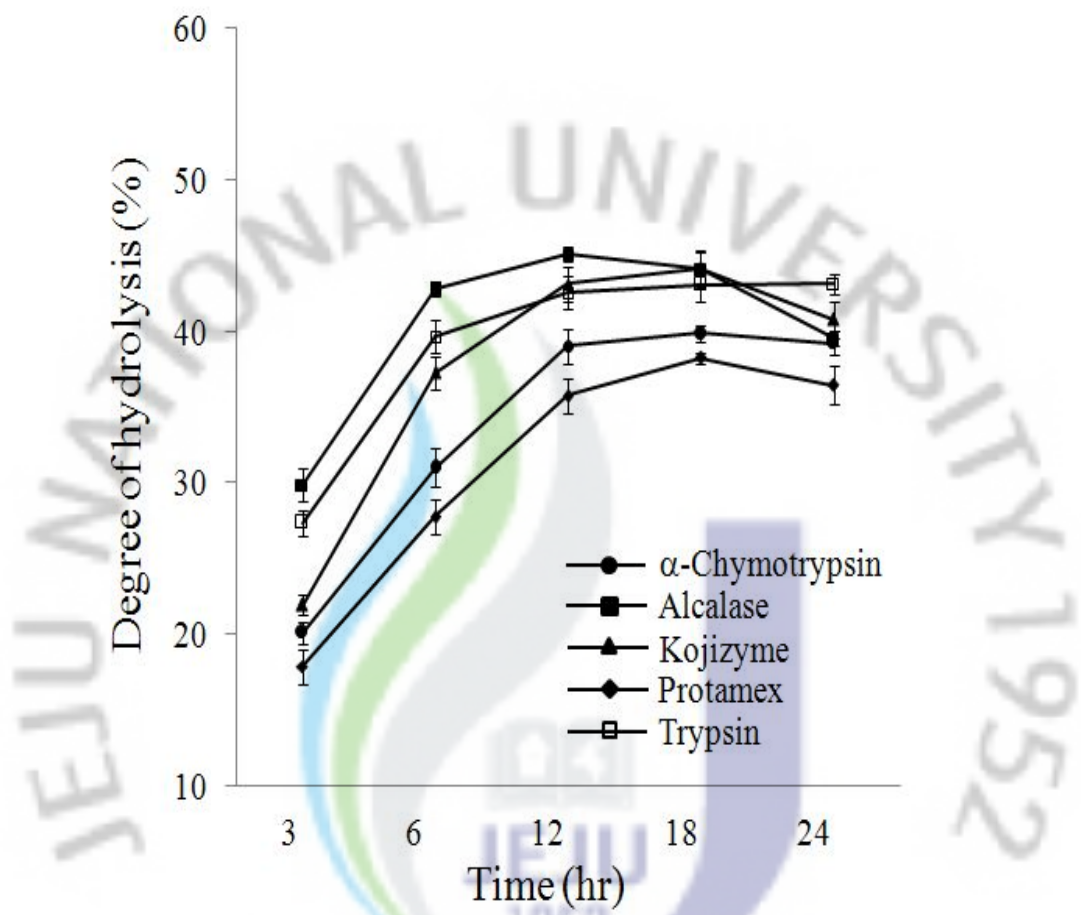 60
50
40
30
20
10
Degree of hydrolysis (%)
3 6 12 18 24
Time (hr)
α-Chymotrypsin
Alcalase
Kojizyme
Protamex
Trypsin
JEJU NATIONAL UNIVERSITY 1952
JEJU
1952